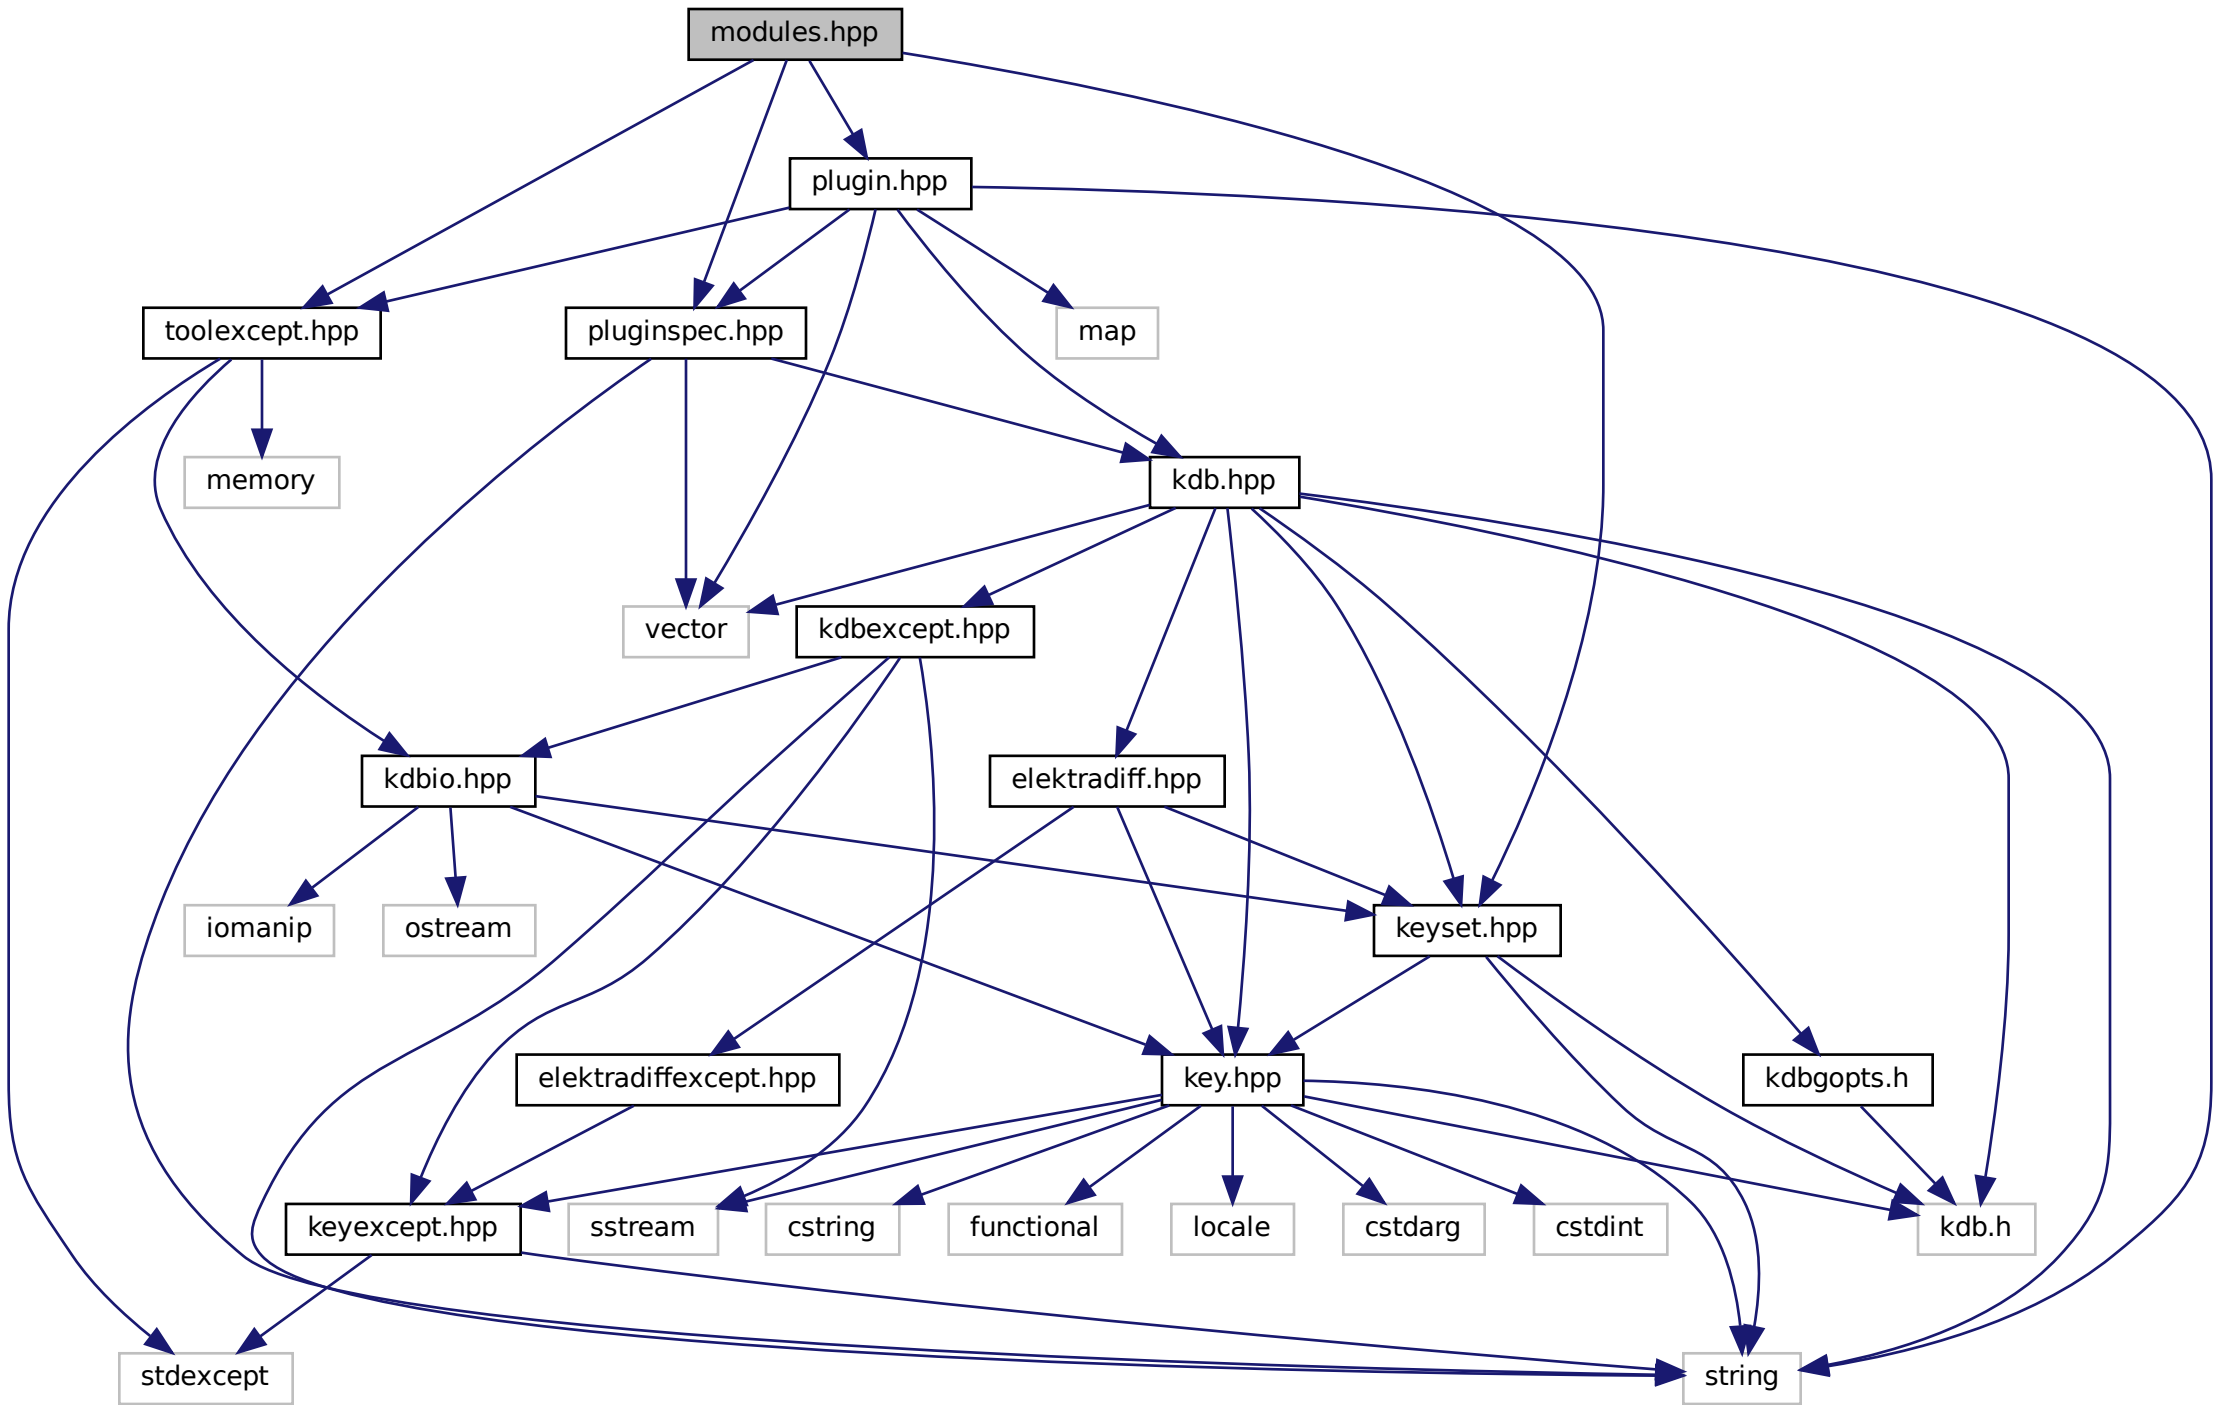 modules.hpp
plugin.hpp
toolexcept.hpp
pluginspec.hpp
map
memory
kdb.hpp
vector
kdbexcept.hpp
kdbio.hpp
elektradiff.hpp
iomanip
ostream
keyset.hpp
elektradiffexcept.hpp
key.hpp
kdbgopts.h
keyexcept.hpp
sstream
cstring
functional
locale
cstdarg
cstdint
kdb.h
stdexcept
string